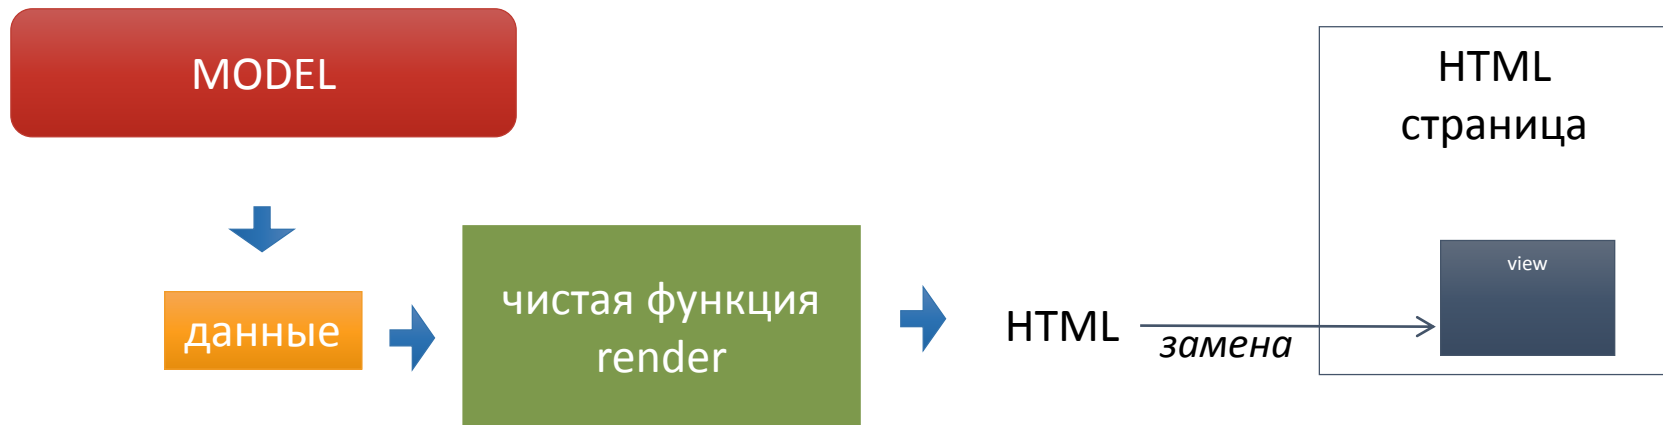 MODEL
HTML
страница
view
данные
чистая функция
render
HTML
замена